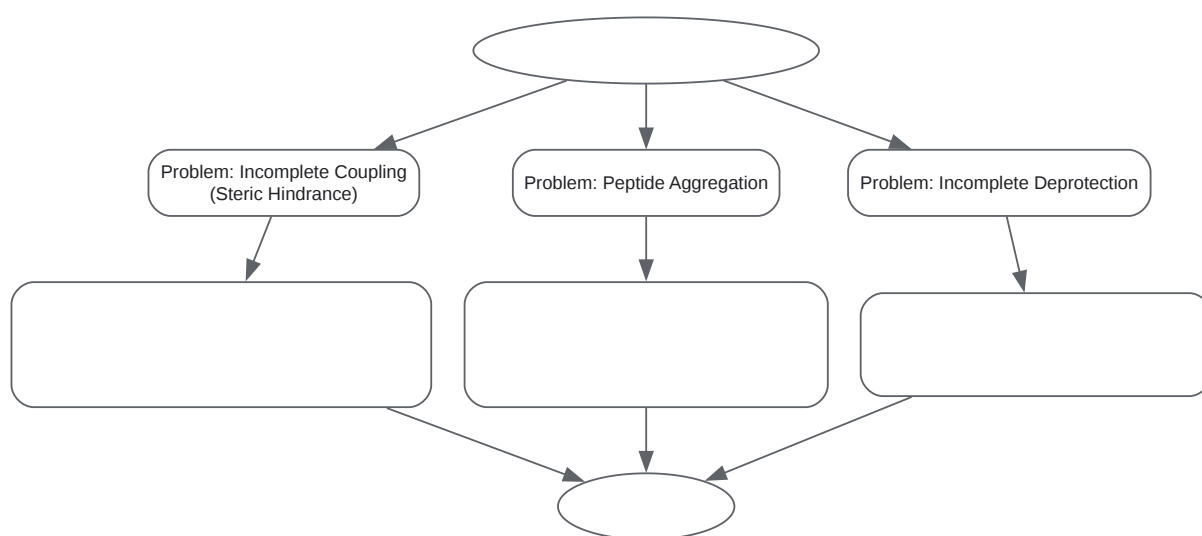 Problem: Incomplete Coupling
(Steric Hindrance)
Problem: Peptide Aggregation
Problem: Incomplete Deprotection